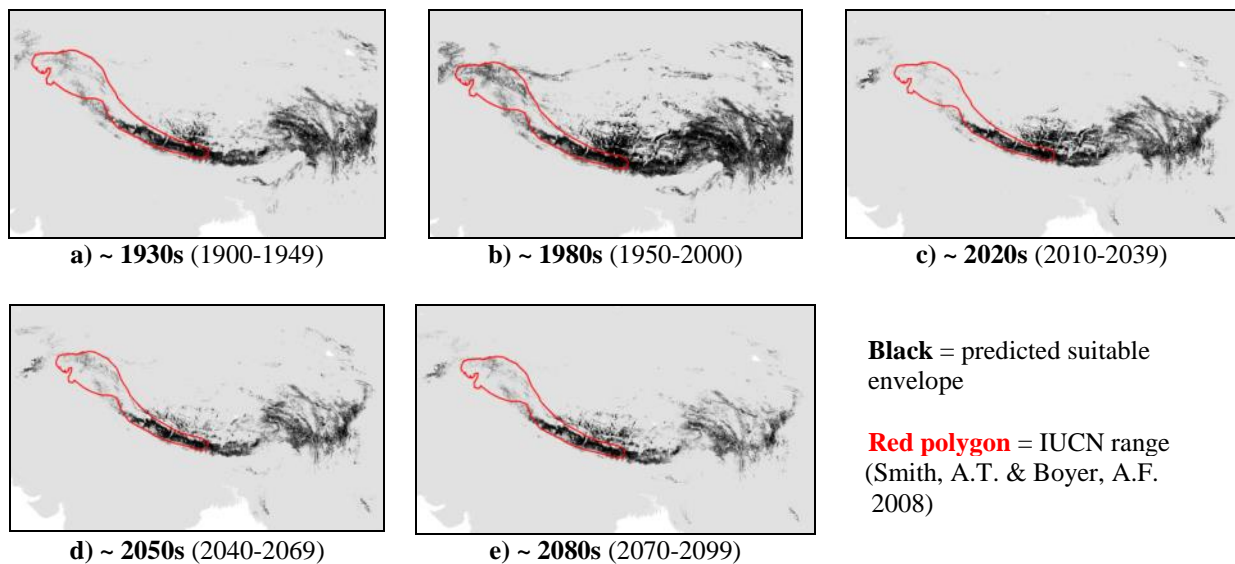 a) ~ 1930s (1900-1949)
b) ~ 1980s (1950-2000)
c) ~ 2020s (2010-2039)
d) ~ 2050s (2040-2069)
e) ~ 2080s (2070-2099)
Black = predicted suitable
envelope
Red polygon = IUCN range
(Smith, A.T. & Boyer, A.F.
2008)